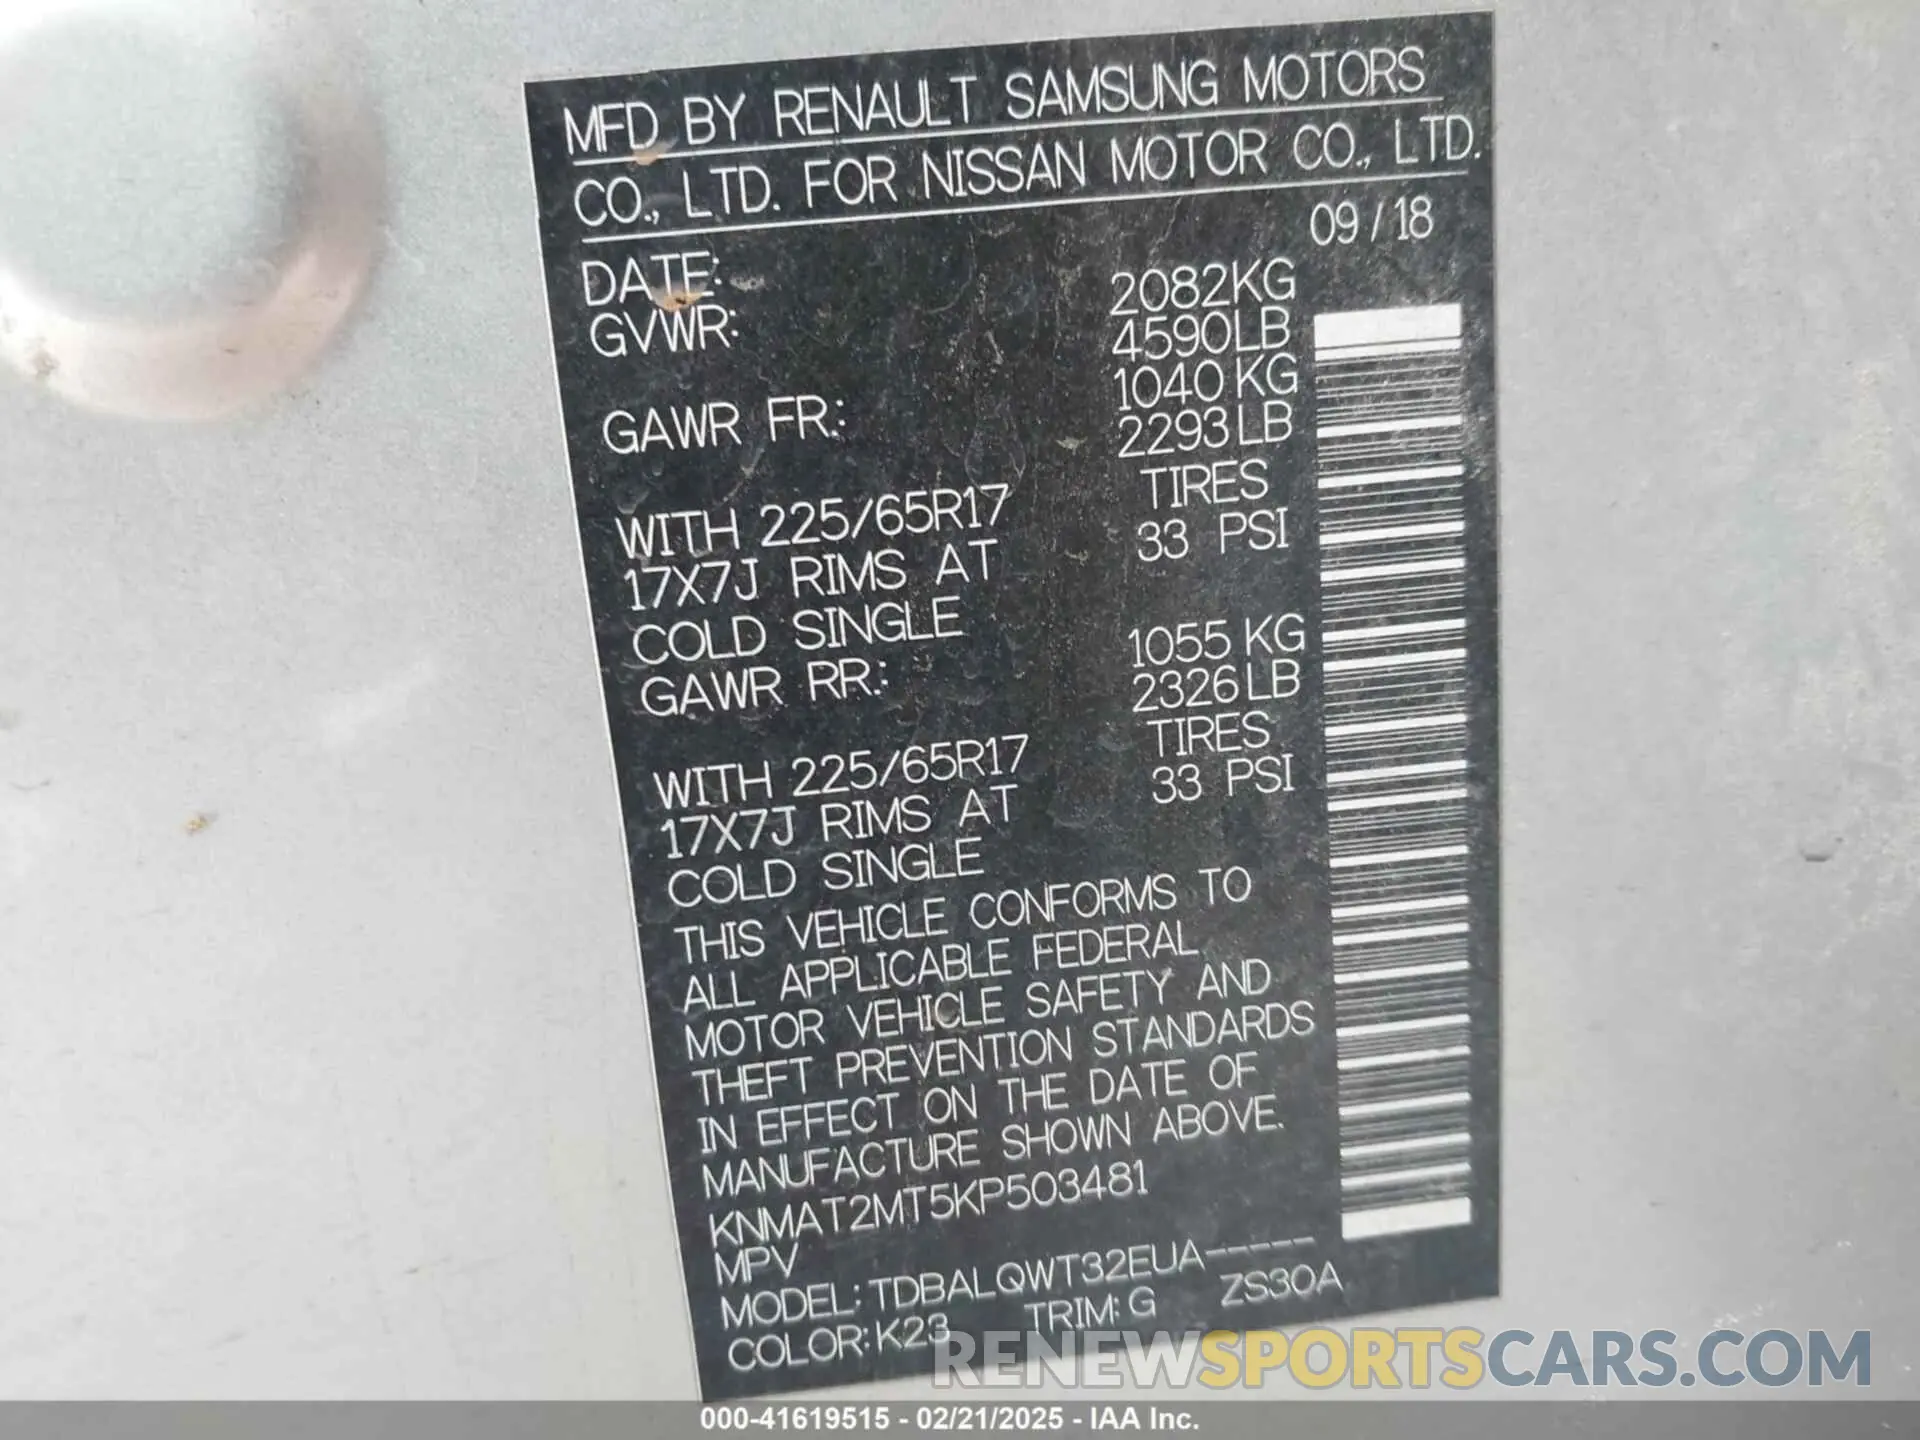 MFD BY RENAULT SAMSUNG MOTORS
CO., LTD. FOR NISSAN MOTOR CO., LTD.
DATE: 09 / 18
GVWR: 2082KG
4590LB
GAWR FR.: 1040 KG
2293 LB
WITH 225/65R17 TIRES
17X7J RIMS AT 33 PSI
COLD SINGLE
GAWR RR.: 1055 KG
2326 LB
WITH 225/65R17 TIRES
17X7J RIMS AT 33 PSI
COLD SINGLE
THIS VEHICLE CONFORMS TO
ALL APPLICABLE FEDERAL
MOTOR VEHICLE SAFETY AND
THEFT PREVENTION STANDARDS
IN EFFECT ON THE DATE OF
MANUFACTURE SHOWN ABOVE.
KNMAT2MT5KP503481
MPV
MODEL: TDBALQWT32EUA-----
COLOR: K23 TRIM: G ZS30A
RENEWSPORTSCARS.COM
000-41619515 - 02/21/2025 - IAA Inc.